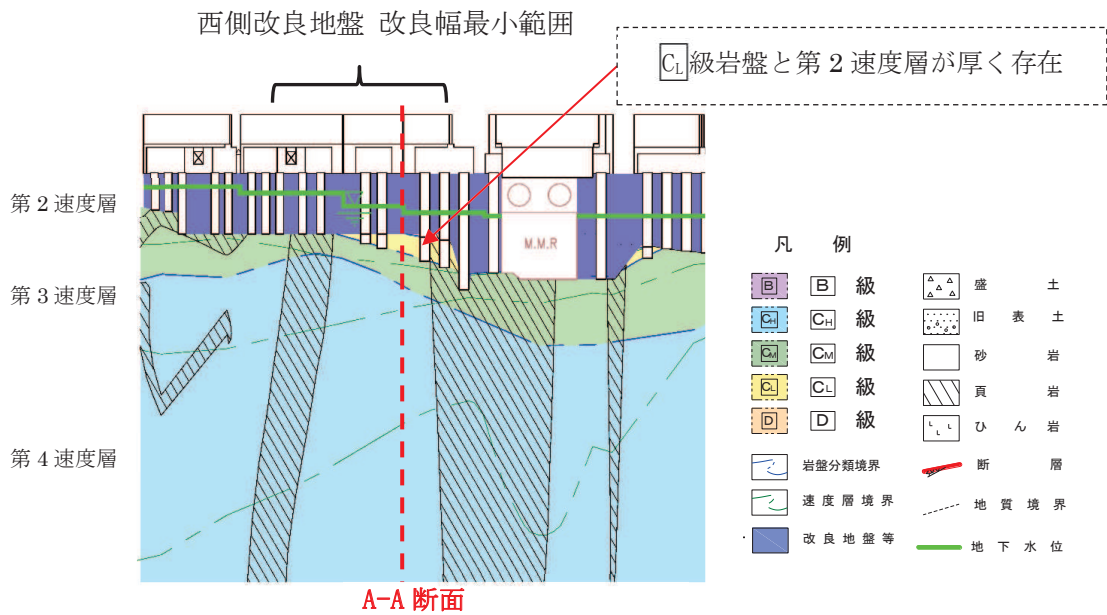 西側改良地盤 改良幅最小範囲
CL級岩盤と第2速度層が厚く存在
第2速度層
第3速度層
第4速度層
M.M.R
A-A 断面
凡 例
B B 級
CH CH 級
CM CM 級
CL CL 級
D D 級
岩盤分類境界
速度層境界
改良地盤等
盛 土
旧表土
砂 岩
頁 岩
ひん岩
断 層
地質境界
地下水位